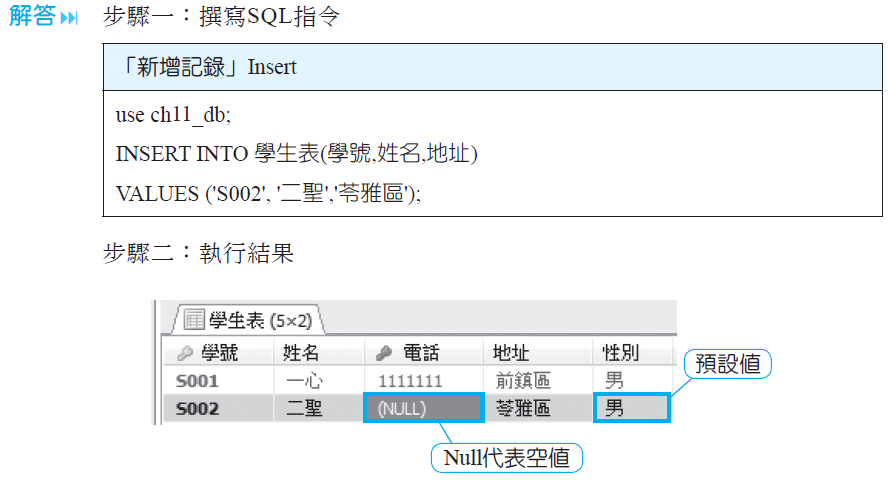 解答 步驟一：撰寫SQL指令
「新增記錄」Insert
use ch11_db;
INSERT INTO 學生表(學號,姓名,地址)
VALUES ('S002', '二聖','苓雅區');
步驟二：執行結果
學生表 (5×2)
學號 姓名 電話 地址 性別
S001 一心 1111111 前鎮區 男
S002 二聖 (NULL) 苓雅區 男
預設值
Null代表空值